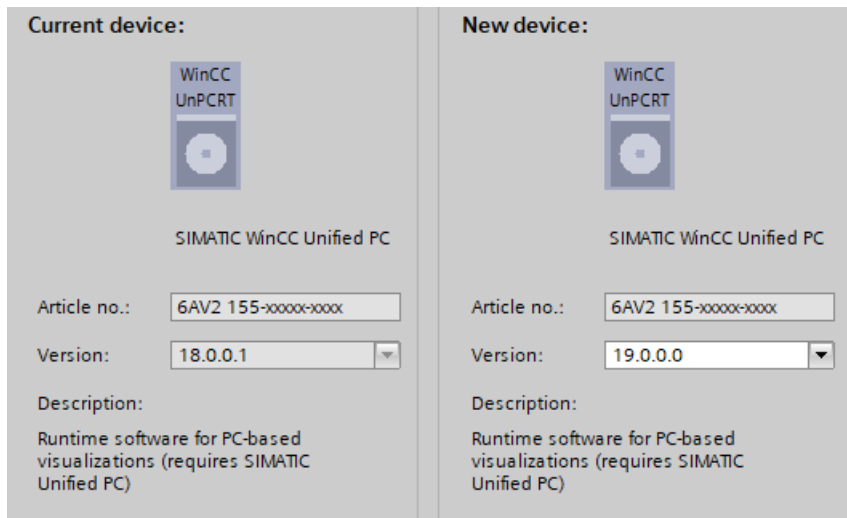 Current device:
WinCC
UnPCRT
SIMATIC WinCC Unified PC
Article no.: 6AV2 155-xxxxx-xxxx
Version: 18.0.0.1
Description:
Runtime software for PC-based
visualizations (requires SIMATIC
Unified PC)
New device:
WinCC
UnPCRT
SIMATIC WinCC Unified PC
Article no.: 6AV2 155-xxxxx-xxxx
Version: 19.0.0.0
Description:
Runtime software for PC-based
visualizations (requires SIMATIC
Unified PC)